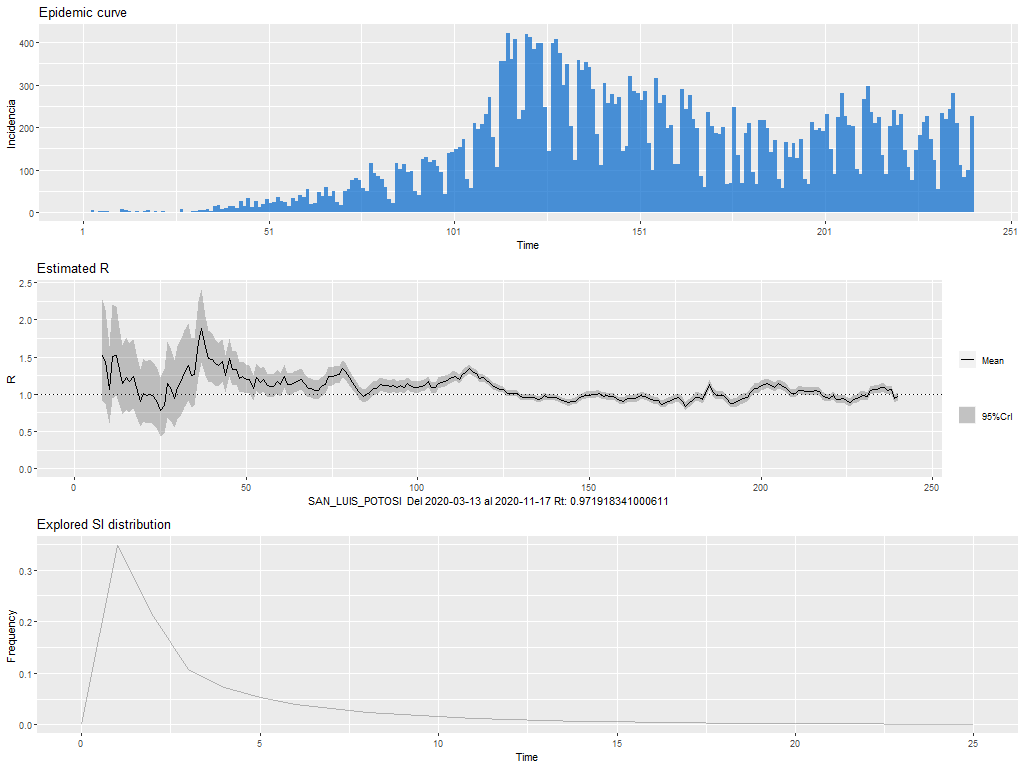 Epidemic curve
400
300
200
100
0
Incidencia
1 51 101 151 201 251
Time
Estimated R
2.5
2.0
1.5
1.0
0.5
0.0
R
Mean
95%CrI
0 50 100 150 200 250
SAN_LUIS_POTOSI Del 2020-03-13 al 2020-11-17 Rt: 0.971918341000611
Explored SI distribution
0.3
0.2
0.1
0.0
Frequency
0 5 10 15 20 25
Time